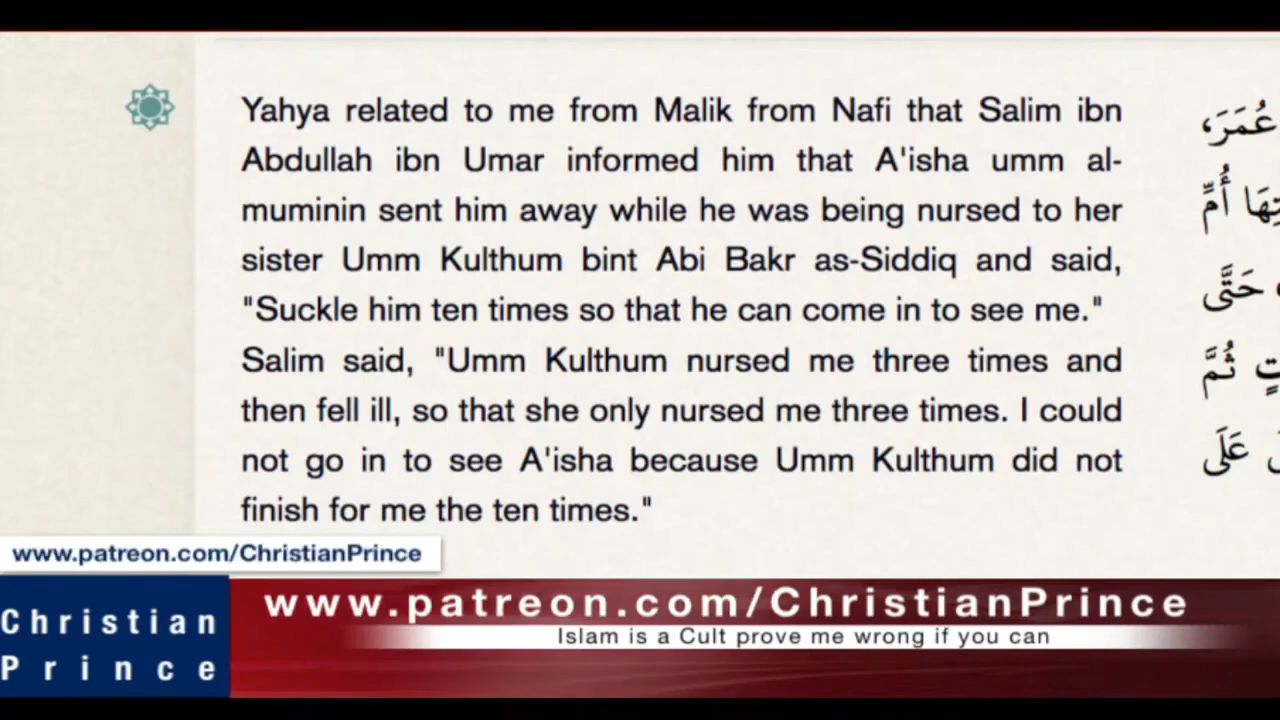 Yahya related to me from Malik from Nafi that Salim ibn
Abdullah ibn Umar informed him that A'isha umm al-
muminin sent him away while he was being nursed to her
sister Umm Kulthum bint Abi Bakr as-Siddiq and said,
"Suckle him ten times so that he can come in to see me."
Salim said, "Umm Kulthum nursed me three times and
then fell ill, so that she only nursed me three times. I could
not go in to see A'isha because Umm Kulthum did not
finish for me the ten times."
عُمَرَ،
أُمِّ
حَتَّى
ثُمَّ
عَلَى
www.patreon.com/ChristianPrince
Christian
Prince
www.patreon.com/ChristianPrince
Islam is a Cult prove me wrong if you can